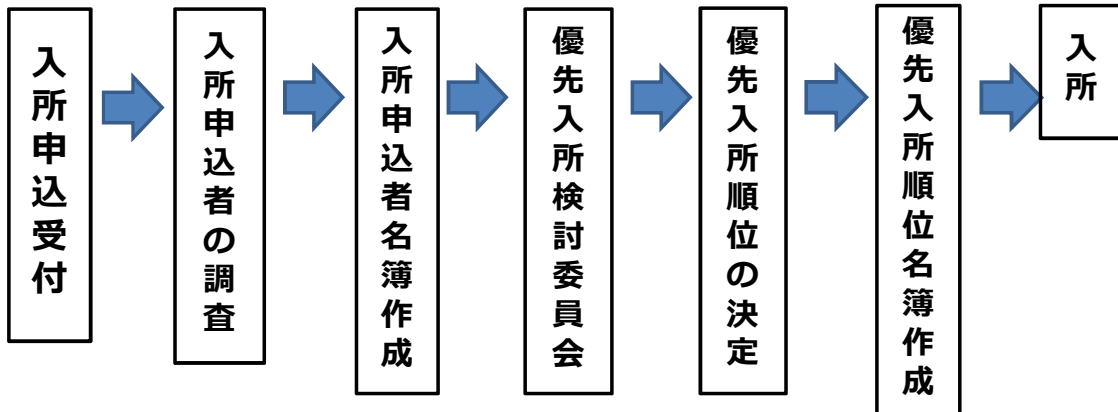 入所申込受付
入所申込者の調査
入所申込者名簿作成
優先入所検討委員会
優先入所順位の決定
優先入所順位名簿作成
入所